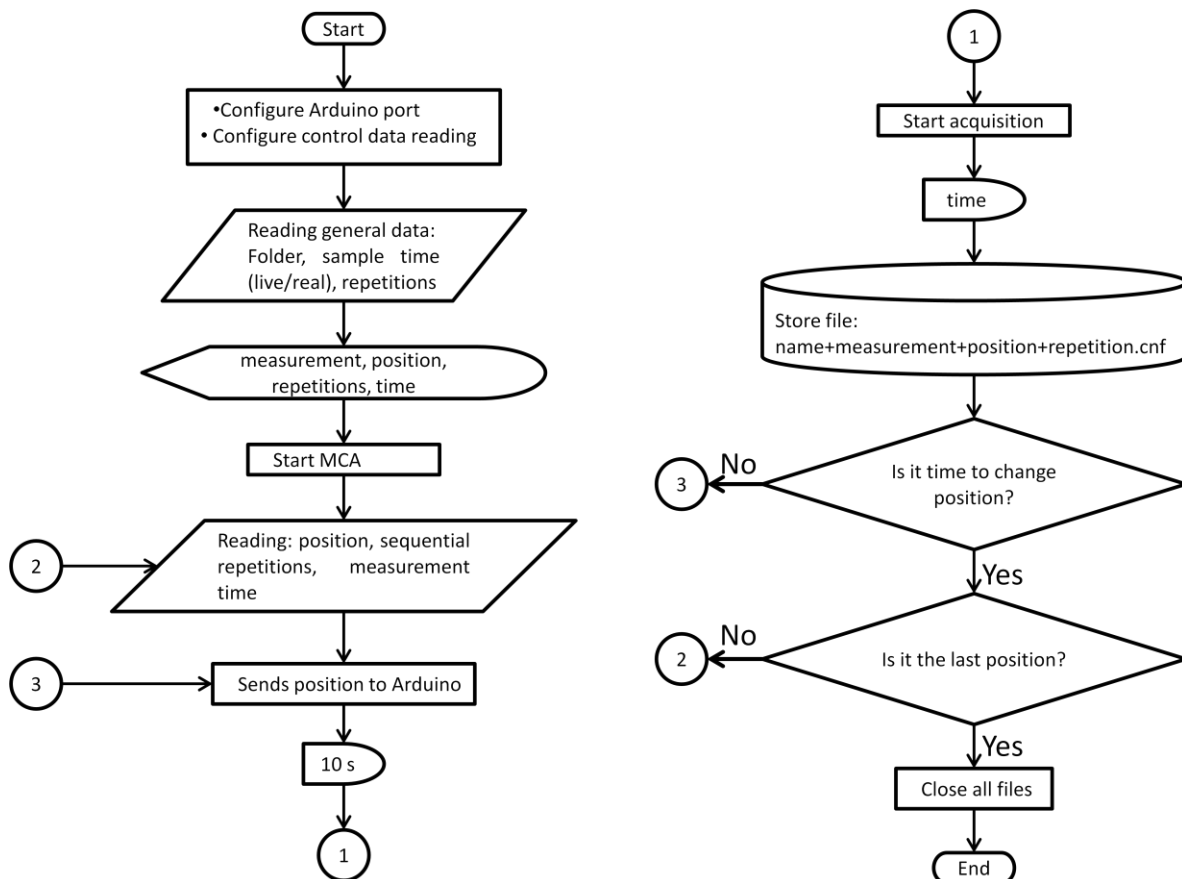 Start
•Configure Arduino port
• Configure control data reading
Reading general data:
Folder, sample time
(live/real), repetitions
measurement, position,
repetitions, time
Start MCA
2
Reading: position, sequential
repetitions, measurement
time
3
Sends position to Arduino
10 s
1
1
Start acquisition
time
Store file:
name+measurement+position+repetition.cnf
No
3
Is it time to change
position?
Yes
No
2
Is it the last position?
Yes
Close all files
End